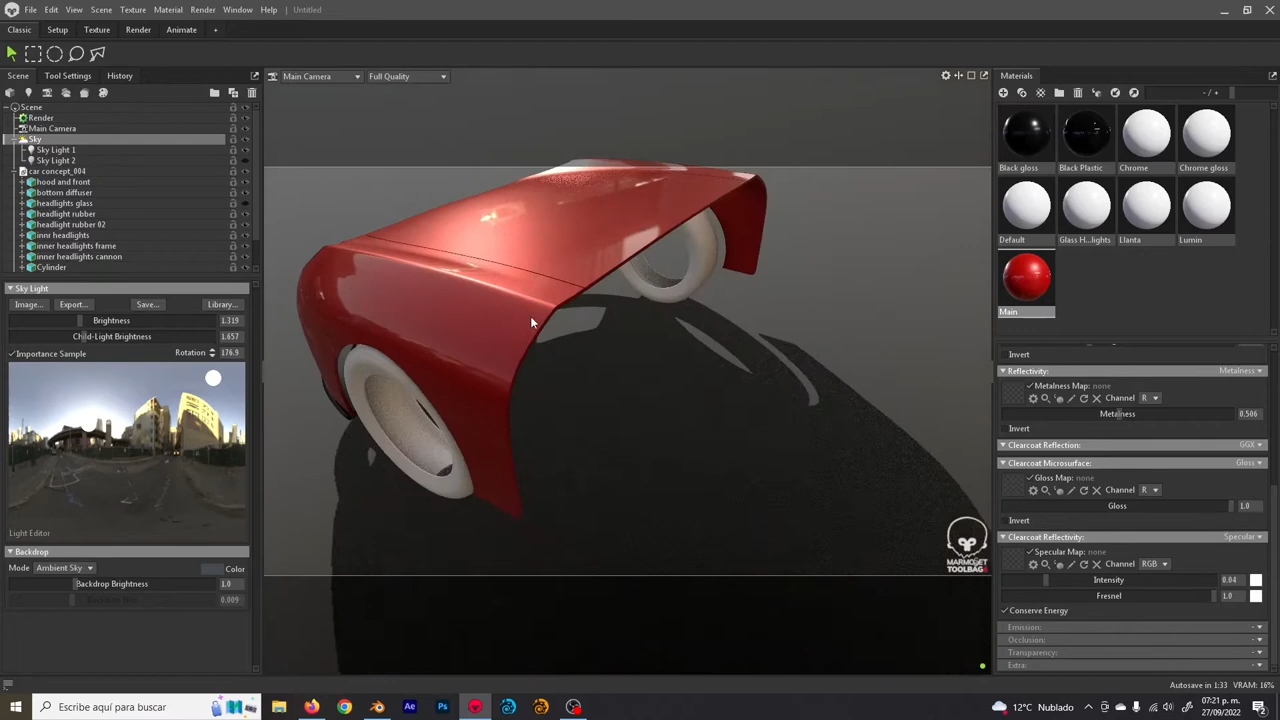 File Edit View Scene Texture Material Render Window Help Untitled
Classic Setup Texture Render Animate +
Scene Tool Settings History
Main Camera Full Quality
Scene
Render
Main Camera
Sky
Sky Light 1
Sky Light 2
car concept_004
hood and front
bottom diffuser
headlights glass
headlight rubber
headlight rubber 02
innr headlights
inner headlights frame
inner headlights cannon
Cylinder
Sky Light
Image... Export... Save... Library...
Brightness 1.319
Child-Light Brightness 1.657
Importance Sample Rotation 176.9
Light Editor
Backdrop
Mode Ambient Sky Color
Backdrop Brightness 1.0
0.009
MARMOSET
TOOLBAG
Materials
- / +
Black gloss Black Plastic Chrome Chrome gloss
Default Glass H...lights Llanta Lumin
Main
Invert
Reflectivity: Metalness
Metalness Map: none
Channel R
Metalness 0.506
Invert
Clearcoat Reflection: GGX
Clearcoat Microsurface: Gloss
Gloss Map: none
Channel R
Gloss 1.0
Invert
Clearcoat Reflectivity: Specular
Specular Map: none
Channel RGB
Intensity 0.04
Fresnel 1.0
Conserve Energy
Emission:
Occlusion:
Transparency:
Extra:
Autosave in 1:33 VRAM: 16%
Escribe aquí para buscar
Ae Ps
12°C Nublado
07:21 p. m.
27/09/2022